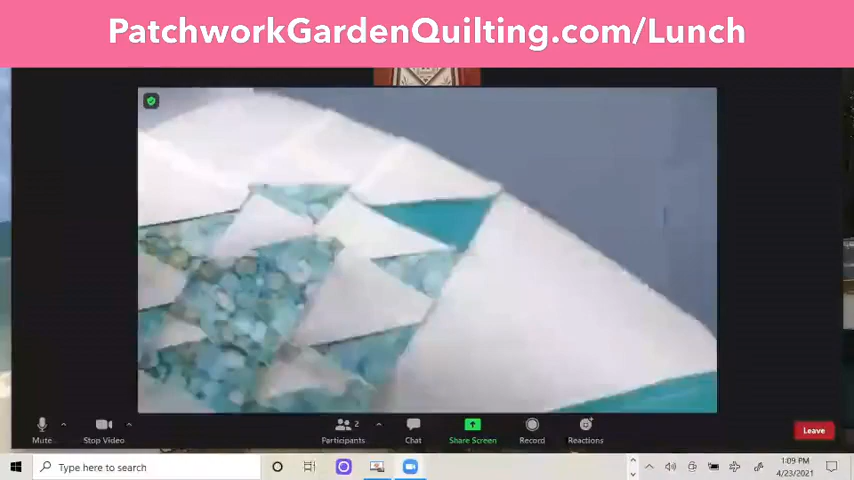 PatchworkGardenQuilting.com/Lunch
Mute
Stop Video
2
Participants
Chat
Share Screen
Record
Reactions
Leave
Type here to search
1:09 PM
4/23/2021